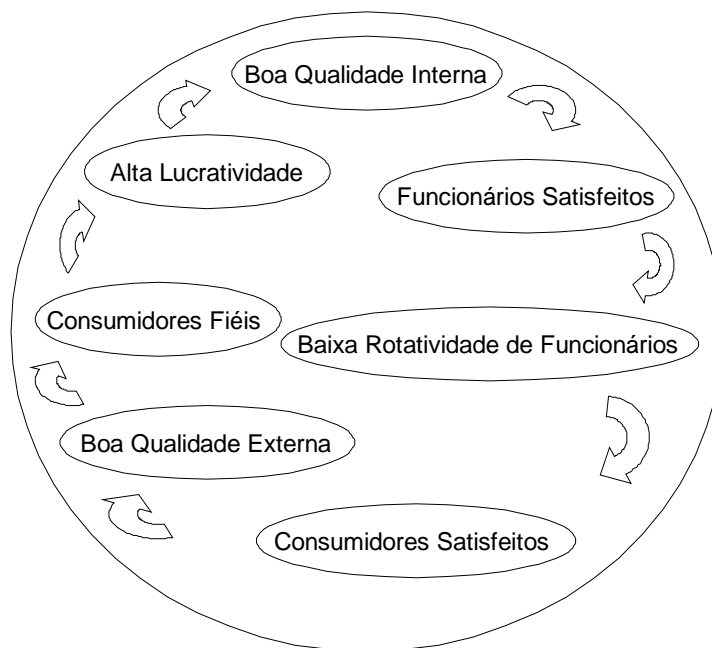 Boa Qualidade Interna
Alta Lucratividade
Funcionários Satisfeitos
Consumidores Fiéis
Baixa Rotatividade de Funcionários
Boa Qualidade Externa
Consumidores Satisfeitos